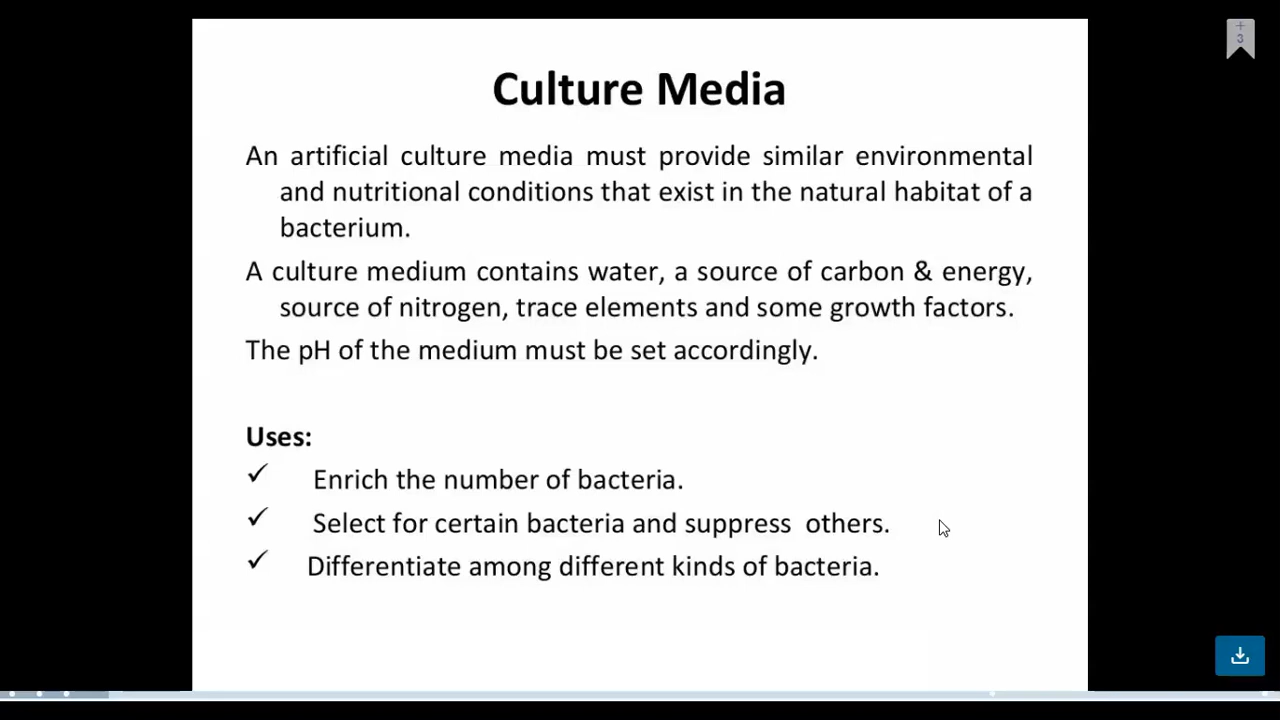 Culture Media
An artificial culture media must provide similar environmental
and nutritional conditions that exist in the natural habitat of a
bacterium.
A culture medium contains water, a source of carbon & energy,
source of nitrogen, trace elements and some growth factors.
The pH of the medium must be set accordingly.
Uses:
✓ Enrich the number of bacteria.
✓ Select for certain bacteria and suppress others.
✓ Differentiate among different kinds of bacteria.
+
3